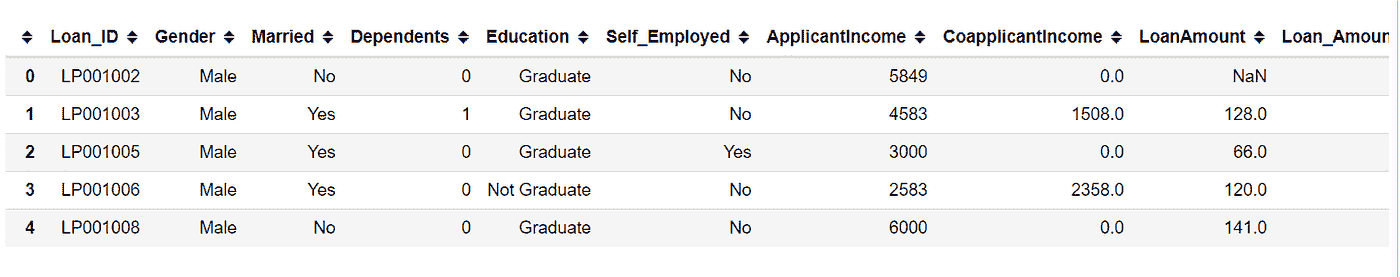 Loan_ID Gender Married Dependents Education Self_Employed ApplicantIncome CoapplicantIncome LoanAmount Loan_Amoun
0 LP001002 Male No 0 Graduate No 5849 0.0 NaN
1 LP001003 Male Yes 1 Graduate No 4583 1508.0 128.0
2 LP001005 Male Yes 0 Graduate Yes 3000 0.0 66.0
3 LP001006 Male Yes 0 Not Graduate No 2583 2358.0 120.0
4 LP001008 Male No 0 Graduate No 6000 0.0 141.0